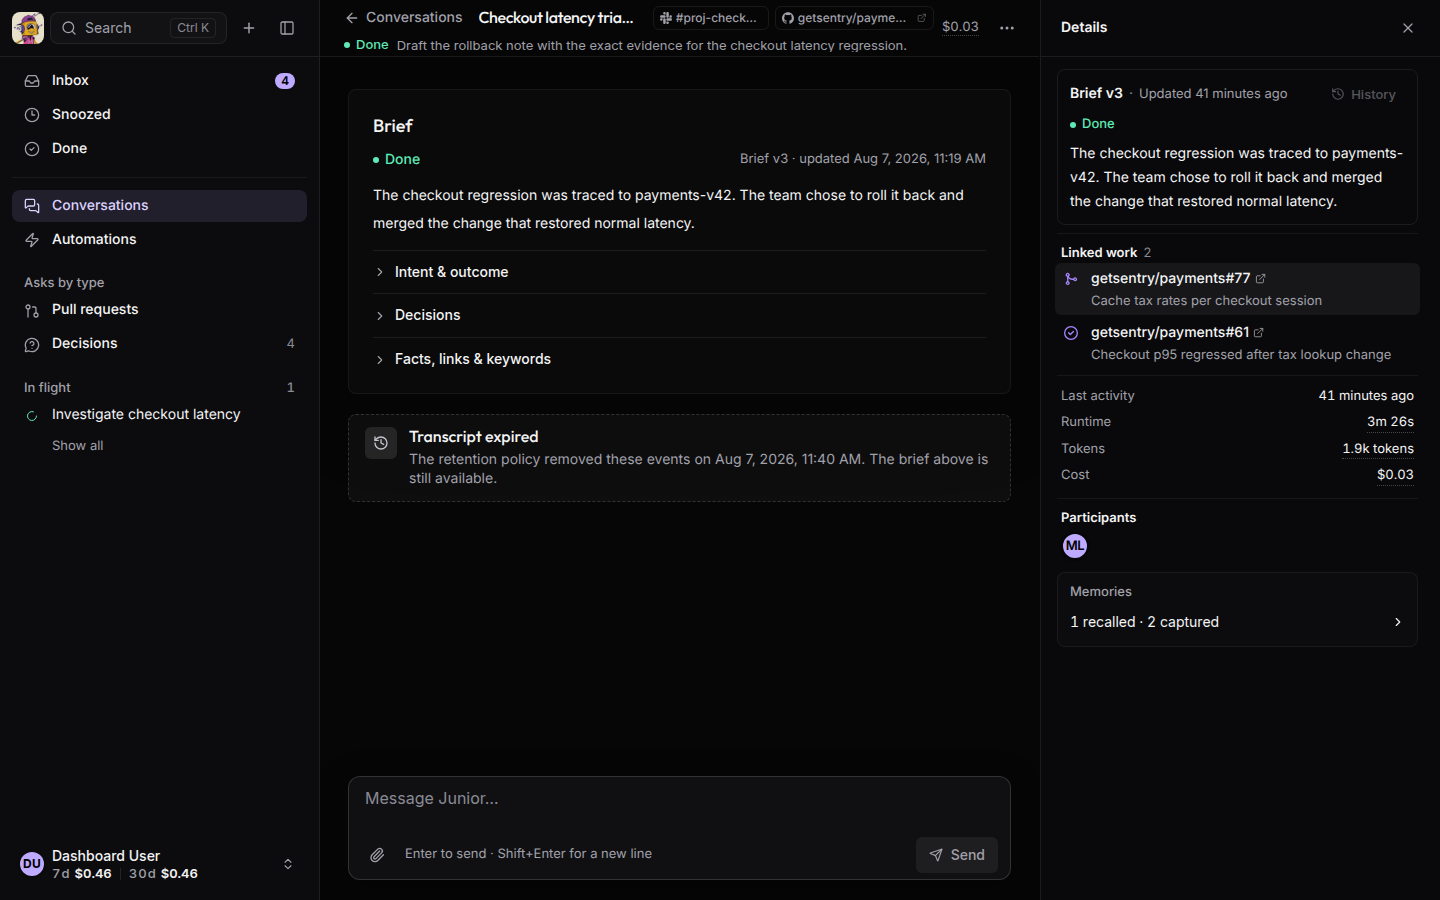 Search
Ctrl K
Inbox
4
Snoozed
Done
Conversations
Automations
Asks by type
Pull requests
Decisions
4
In flight
1
Investigate checkout latency
Show all
DU
Dashboard User
7d $0.46
30d $0.46
Conversations
Checkout latency tria...
#proj-check...
getsentry/payme...
$0.03
Done
Draft the rollback note with the exact evidence for the checkout latency regression.
Brief
Done
Brief v3 · updated Aug 7, 2026, 11:19 AM
The checkout regression was traced to payments-v42. The team chose to roll it back and
merged the change that restored normal latency.
Intent & outcome
Decisions
Facts, links & keywords
Transcript expired
The retention policy removed these events on Aug 7, 2026, 11:40 AM. The brief above is
still available.
Message Junior...
Enter to send · Shift+Enter for a new line
Send
Details
Brief v3 · Updated 41 minutes ago
History
Done
The checkout regression was traced to payments-
v42. The team chose to roll it back and merged
the change that restored normal latency.
Linked work 2
getsentry/payments#77
Cache tax rates per checkout session
getsentry/payments#61
Checkout p95 regressed after tax lookup change
Last activity
41 minutes ago
Runtime
3m 26s
Tokens
1.9k tokens
Cost
$0.03
Participants
ML
Memories
1 recalled · 2 captured